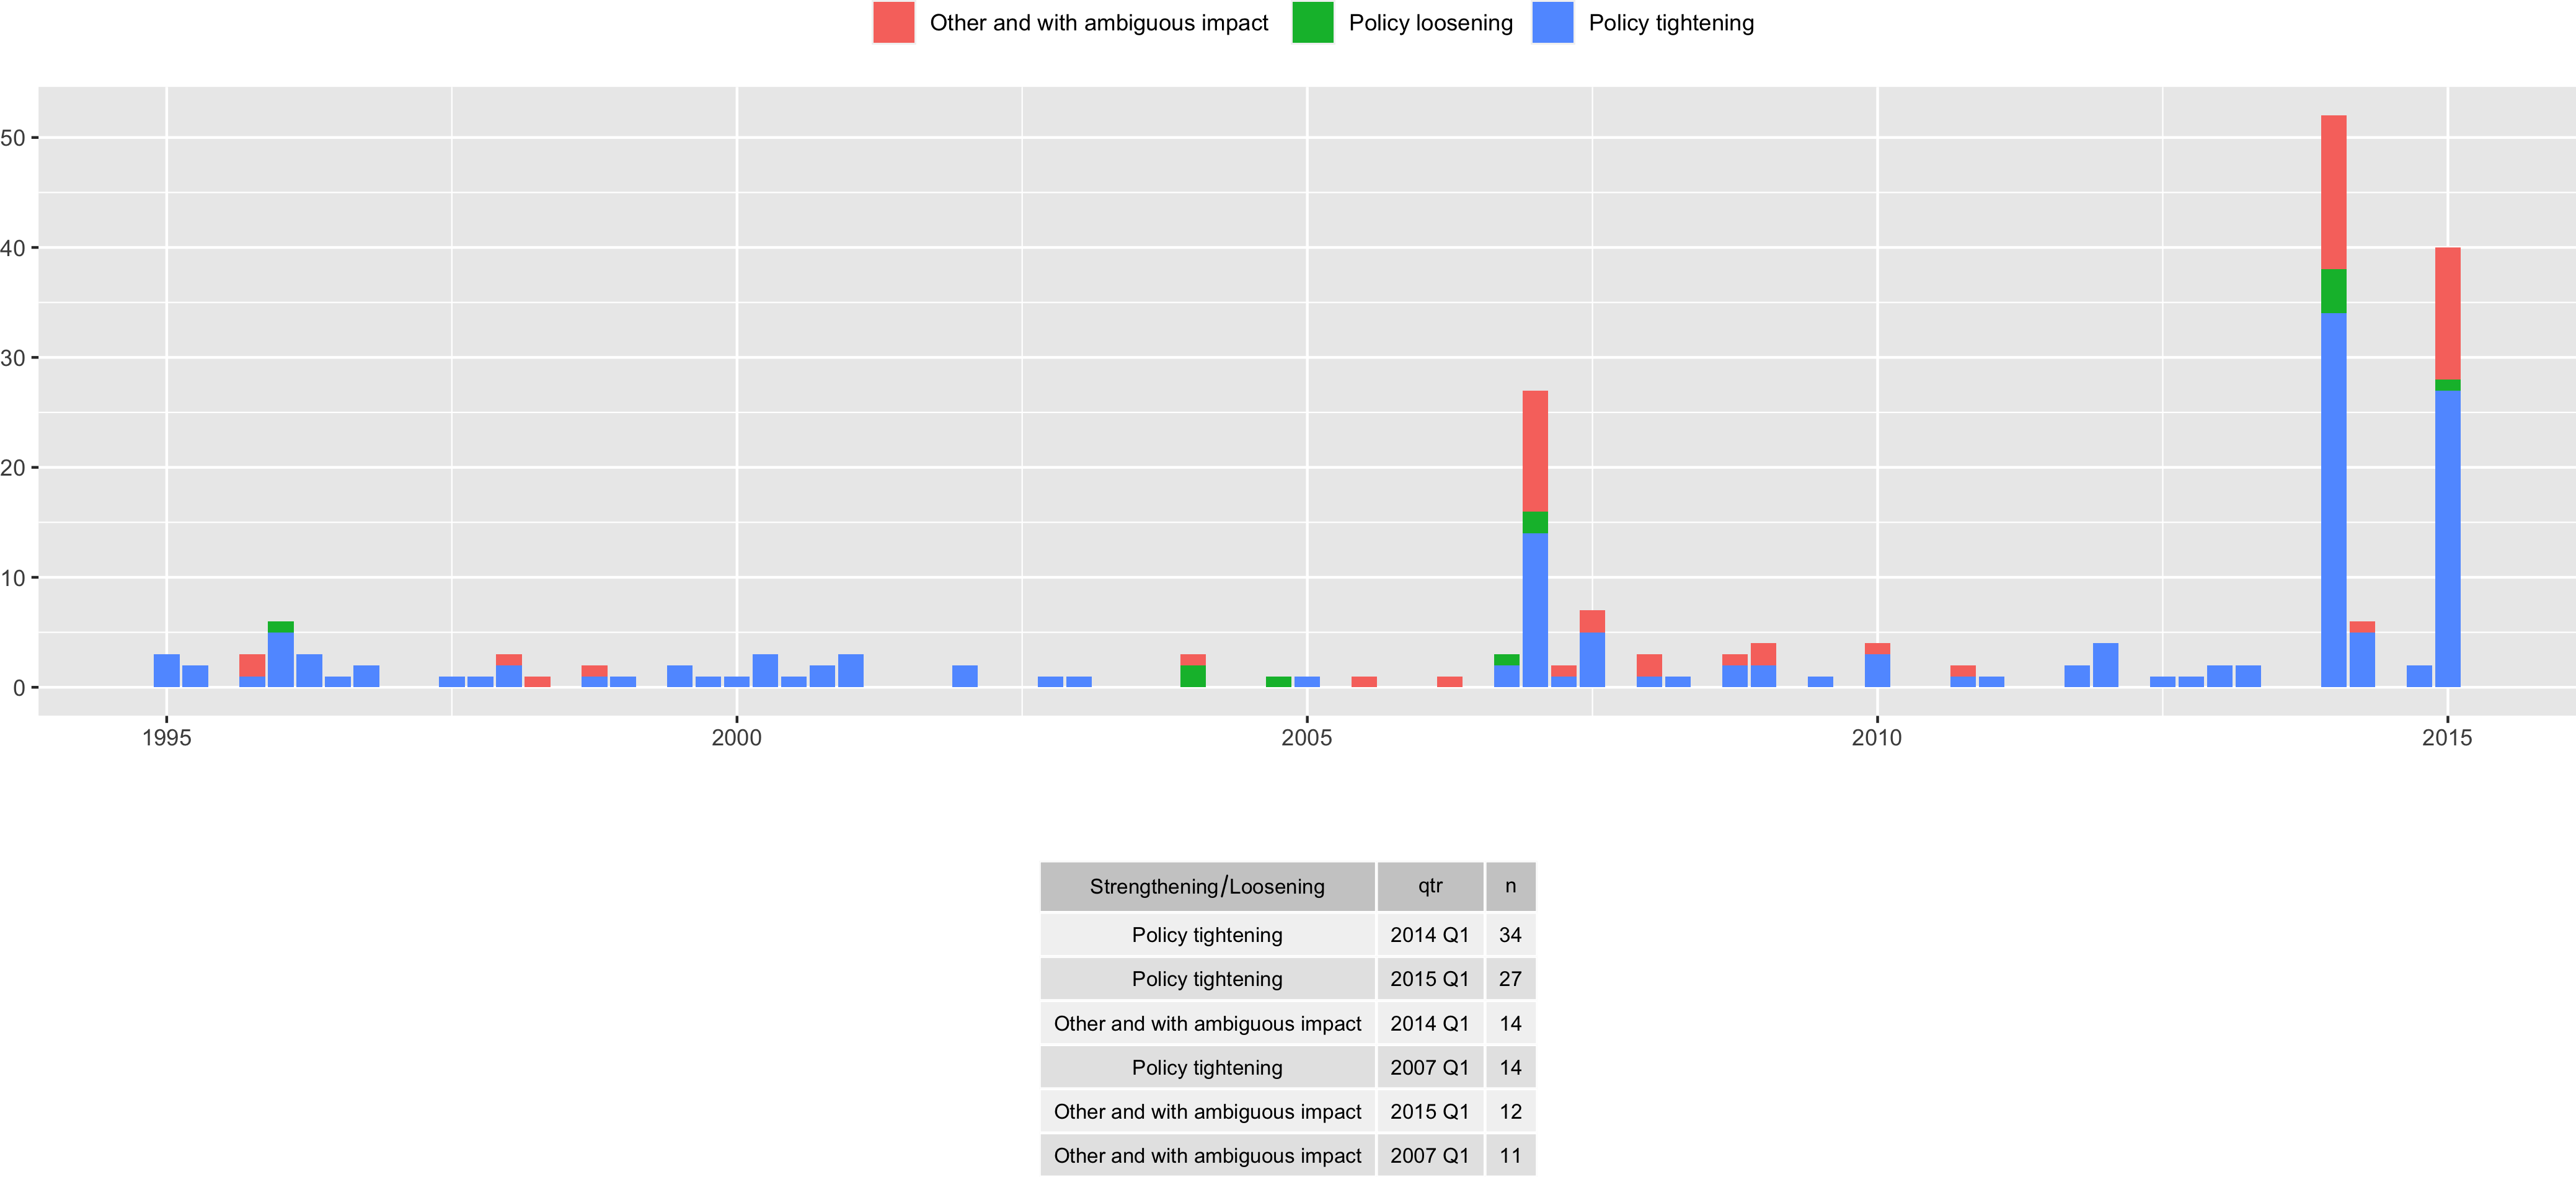 Other and with ambiguous impact Policy loosening Policy tightening
50
40
30
20
10
0
1995 2000 2005 2010 2015
Strengthening/Loosening qtr n
Policy tightening 2014 Q1 34
Policy tightening 2015 Q1 27
Other and with ambiguous impact 2014 Q1 14
Policy tightening 2007 Q1 14
Other and with ambiguous impact 2015 Q1 12
Other and with ambiguous impact 2007 Q1 11